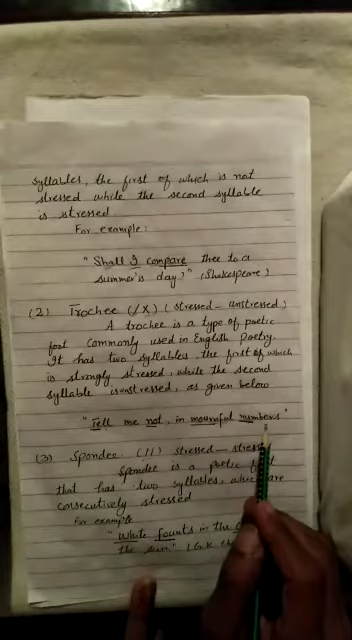 syllables, the first of which is not
stressed while the second syllable
is stressed
For example:
"Shall I compare thee to a
summer's day?" (Shakespeare)
(2) Trochee (/X) (stressed - unstressed)
A trochee is a type of poetic
foot commonly used in English Poetry.
It has two syllables, the first of which
is strongly stressed, while the second
syllable is unstressed, as given below
"Tell me not, in mournful numbers"
(3) Spondee. (//) stressed - 
Spondee is a poetic
that has two syllables, which are
consecutively stressed
For example
"White founts in the
the sun"